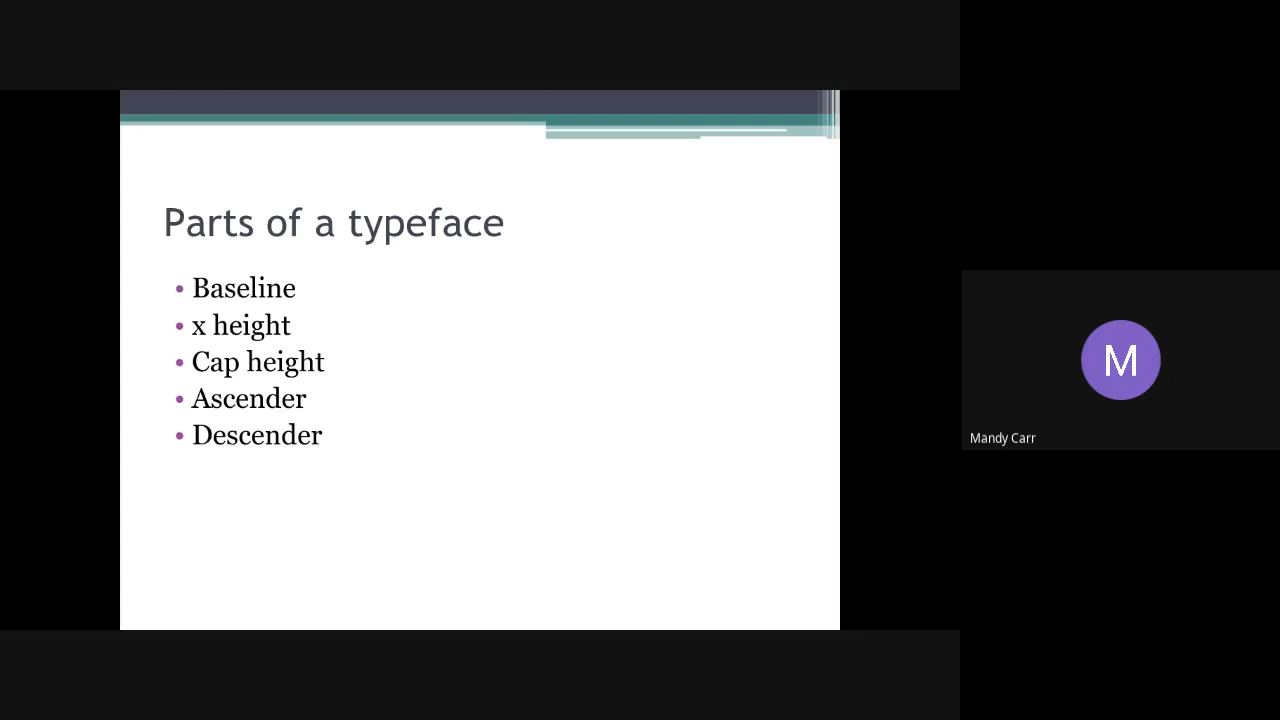 Parts of a typeface
• Baseline
• x height
• Cap height
• Ascender
• Descender
M
Mandy Carr